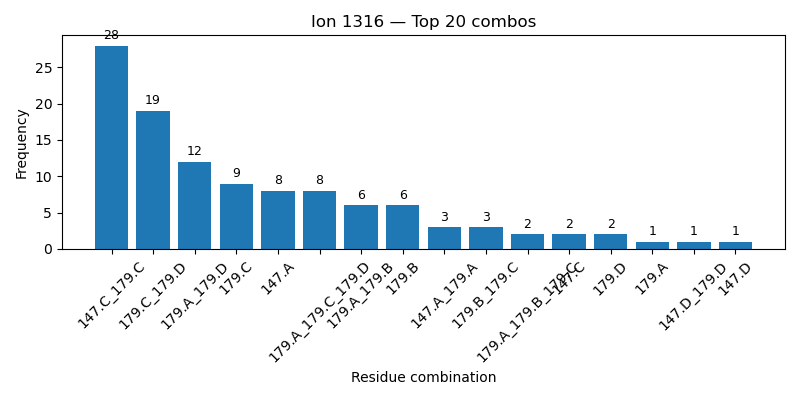 Ion 1316 — Top 20 combos
Frequency
25
20
15
10
5
0
28
19
12
9
8
8
6
6
3
3
2
2
2
1
1
1
147.C_179.C
179.C_179.D
179.A_179.D
179.C
147.A
179.A_179.C_179.D
179.A_179.B
179.B
147.A_179.A
179.B_179.C
179.A_179.B_179.C
147.C
179.D
179.A
147.D_179.D
147.D
Residue combination